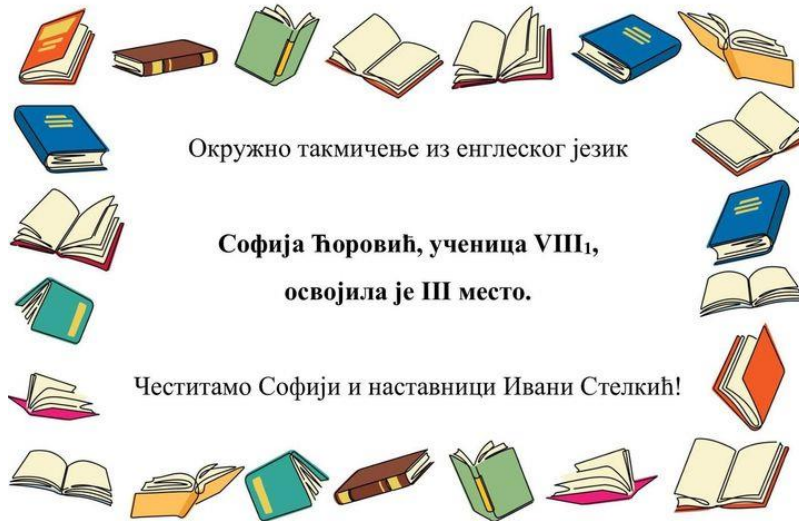 Окружно такмичење из енглеског језик
Софија Ћоровић, ученица VIII₁,
освојила је III место.
Честитамо Софији и наставници Ивани Стелкић!